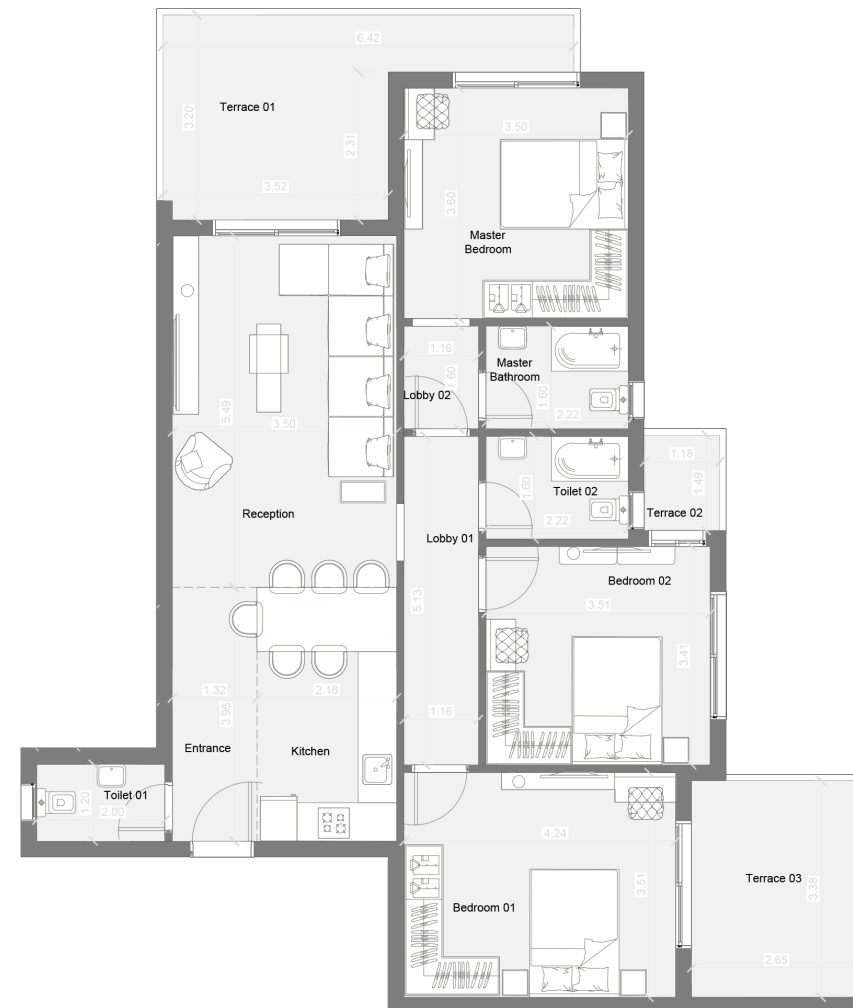 6.42
Terrace 01
3.20
2.31
3.52
3.50
3.60
Master
Bedroom
1.16
1.60
Lobby 02
Master
Bathroom
1.60
2.22
5.49
3.50
Reception
1.60
Toilet 02
2.22
1.18
1.49
Terrace 02
Lobby 01
5.13
1.16
Bedroom 02
3.51
3.41
1.32
3.96
2.18
Entrance
Kitchen
Toilet 01
1.20
2.00
4.24
3.51
Bedroom 01
Terrace 03
3.38
2.65